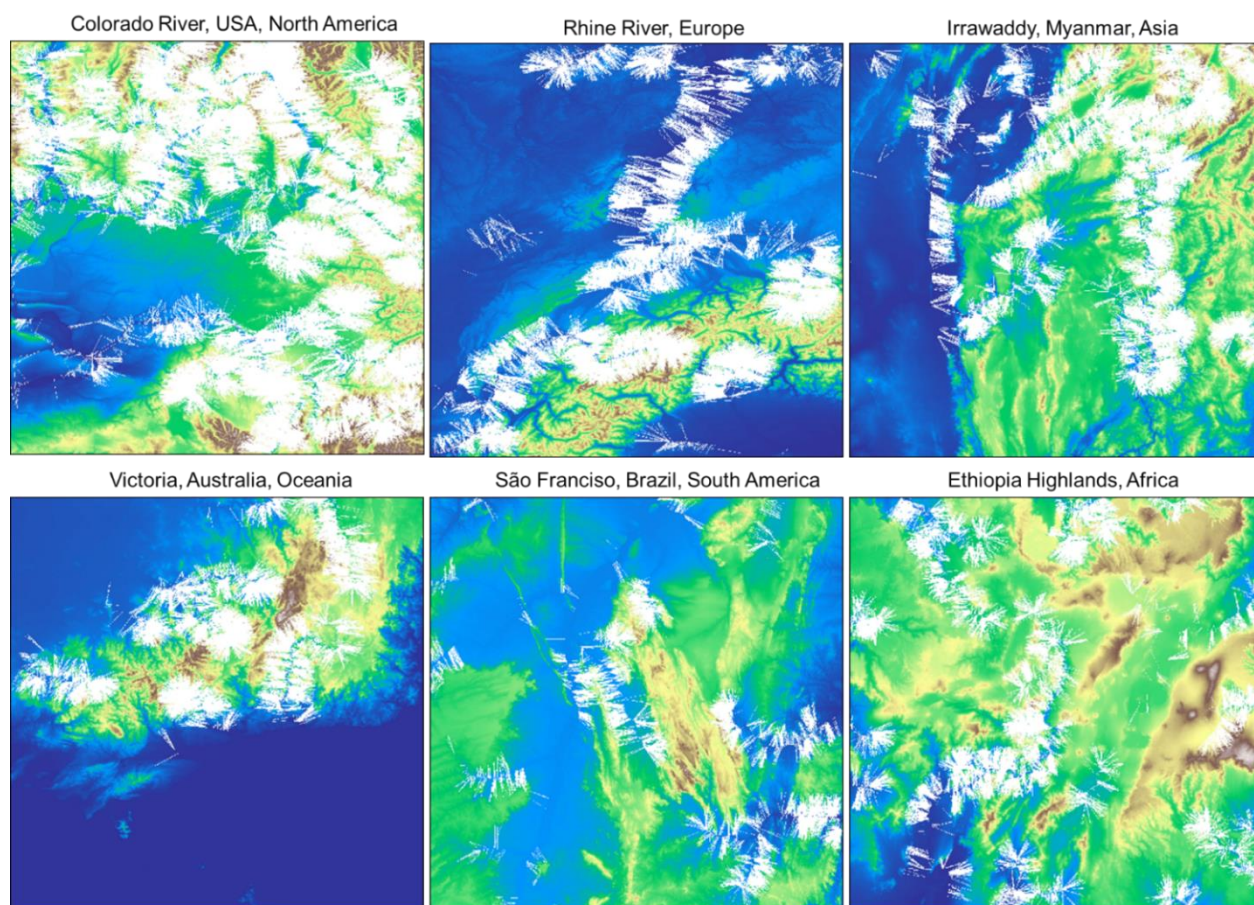 Colorado River, USA, North America
Rhine River, Europe
Irrawaddy, Myanmar, Asia
Victoria, Australia, Oceania
São Franciso, Brazil, South America
Ethiopia Highlands, Africa